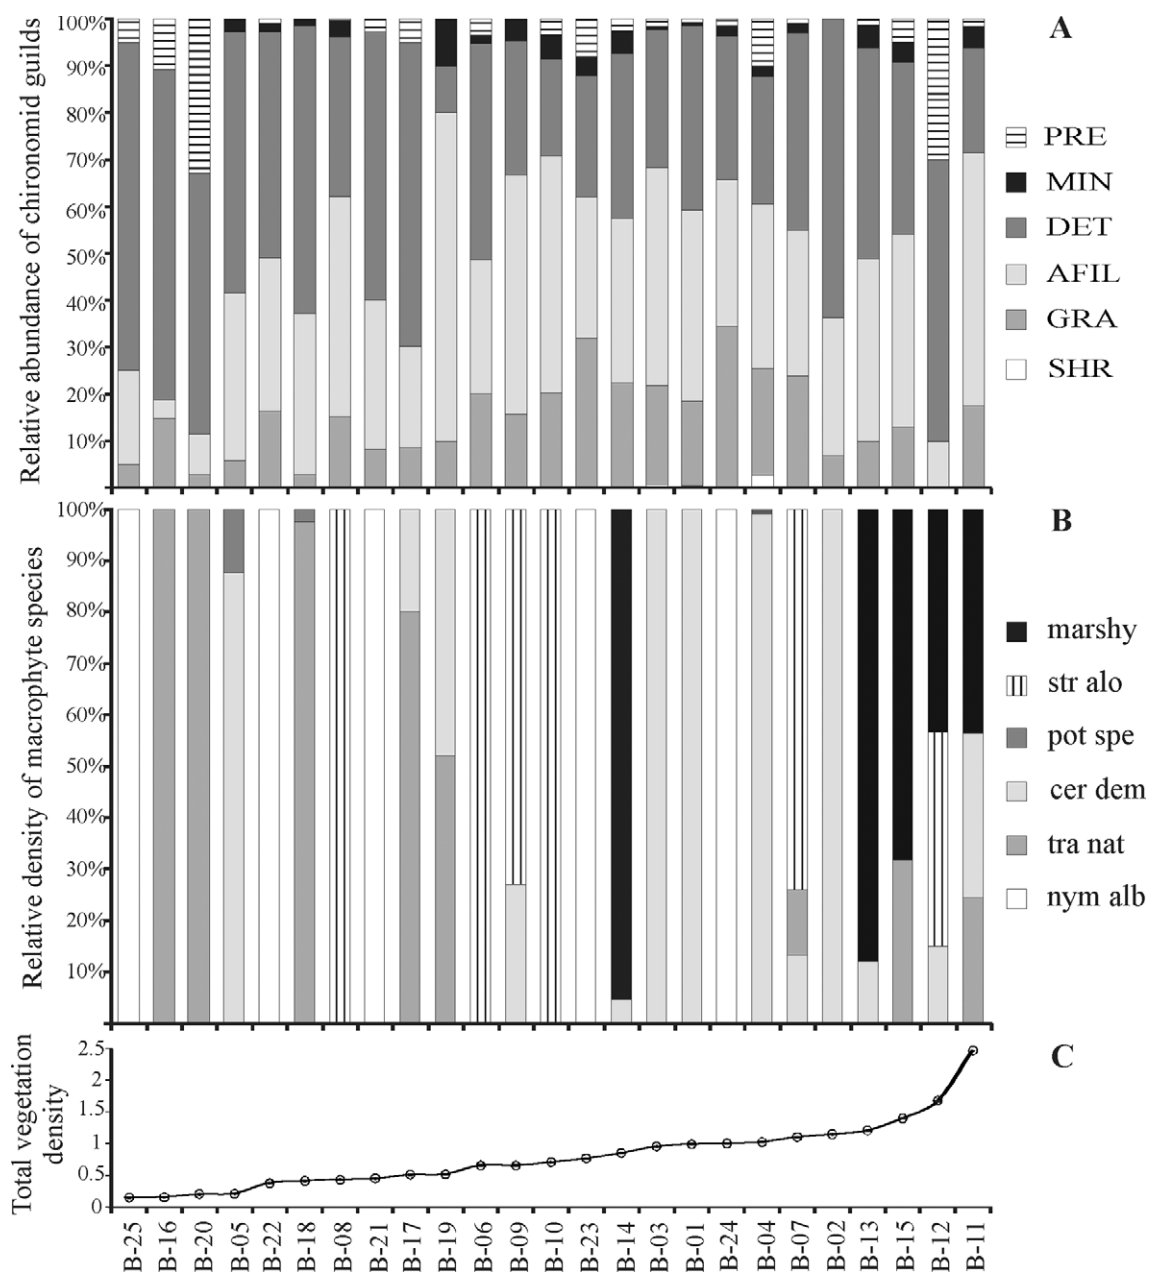 A
Relative abundance of chironomid guilds
100%
90%
80%
70%
60%
50%
40%
30%
20%
10%
PRE
MIN
DET
AFIL
GRA
SHR
B
Relative density of macrophyte species
100%
90%
80%
70%
60%
50%
40%
30%
20%
10%
marshy
str alo
pot spe
cer dem
tra nat
nym alb
C
Total vegetation
density
2.5
2
1.5
1
0.5
0
B-25
B-16
B-20
B-05
B-22
B-18
B-08
B-21
B-17
B-19
B-06
B-09
B-10
B-23
B-14
B-03
B-01
B-24
B-04
B-07
B-02
B-13
B-15
B-12
B-11